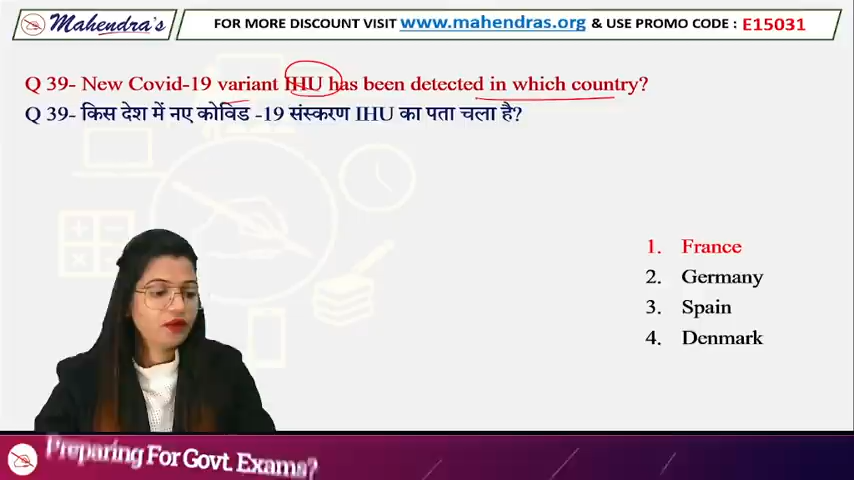 Mahendra's
FOR MORE DISCOUNT VISIT www.mahendras.org & USE PROMO CODE : E15031
Q 39- New Covid-19 variant IHU has been detected in which country?
Q 39- किस देश में नए कोविड -19 संस्करण IHU का पता चला है?
1. France
2. Germany
3. Spain
4. Denmark
Preparing For Govt. Exams?